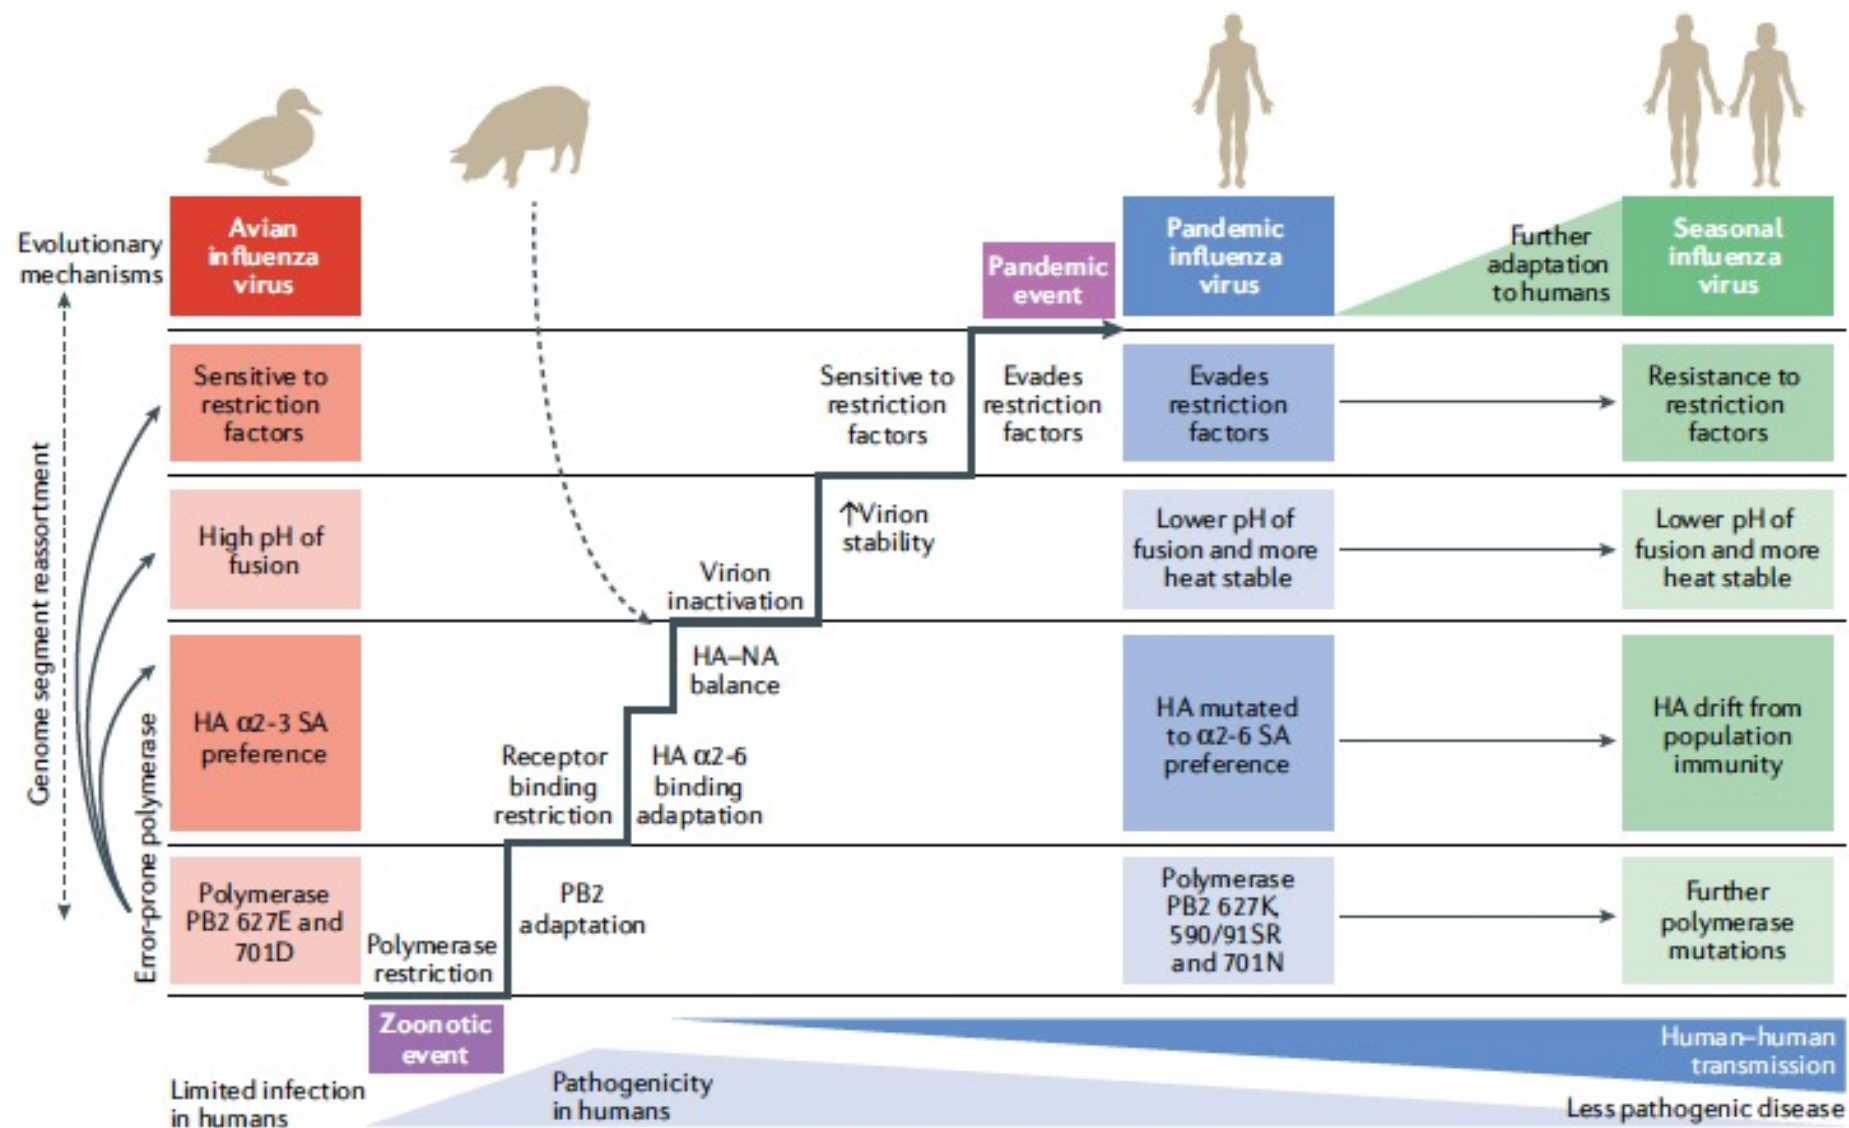 Evolutionary
mechanisms
Genome segment reassortment
Error-prone polymerase
Avian
influenza
virus
Sensitive to
restriction
factors
High pH of
fusion
HA α2-3 SA
preference
Polymerase
PB2 627E and
701D
Polymerase
restriction
Zoonotic
event
PB2
adaptation
Receptor
binding
restriction
HA α2-6
binding
adaptation
HA–NA
balance
Virion
inactivation
↑Virion
stability
Sensitive to
restriction
factors
Evades
restriction
factors
Pandemic
event
Pandemic
influenza
virus
Evades
restriction
factors
Lower pH of
fusion and more
heat stable
HA mutated
to α2-6 SA
preference
Polymerase
PB2 627K,
590/91SR
and 701N
Further
adaptation
to humans
Seasonal
influenza
virus
Resistance to
restriction
factors
Lower pH of
fusion and more
heat stable
HA drift from
population
immunity
Further
polymerase
mutations
Human–human
transmission
Limited infection
in humans
Pathogenicity
in humans
Less pathogenic disease